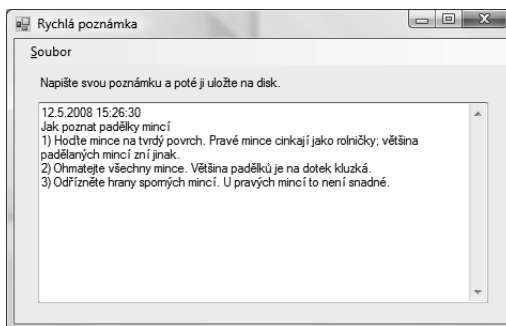 Rychlá poznámka
Soubor
Napište svou poznámku a poté ji uložte na disk.
12.5.2008 15:26:30
Jak poznat padělky mincí
1) Hoďte mince na tvrdý povrch. Pravé mince cinkají jako rolničky; většina
padělaných mincí zní jinak.
2) Ohmatejte všechny mince. Většina padělků je na dotek kluzká.
3) Odřízněte hrany sporných mincí. U pravých mincí to není snadné.